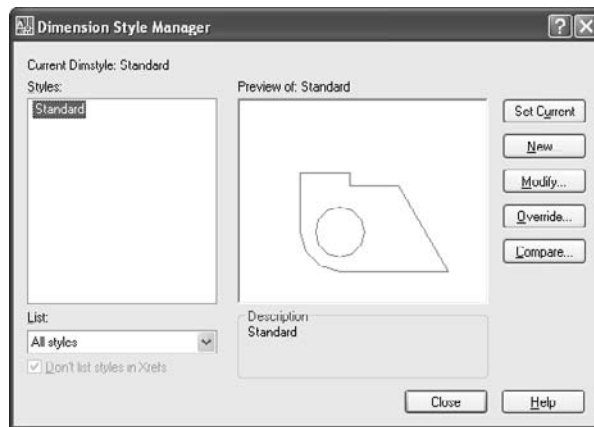 Dimension Style Manager
Current Dimstyle: Standard
Styles:
Standard
Preview of: Standard
Set Current
New...
Modify...
Override...
Compare...
List:
All styles
Don't list styles in Xrefs
Description
Standard
Close
Help